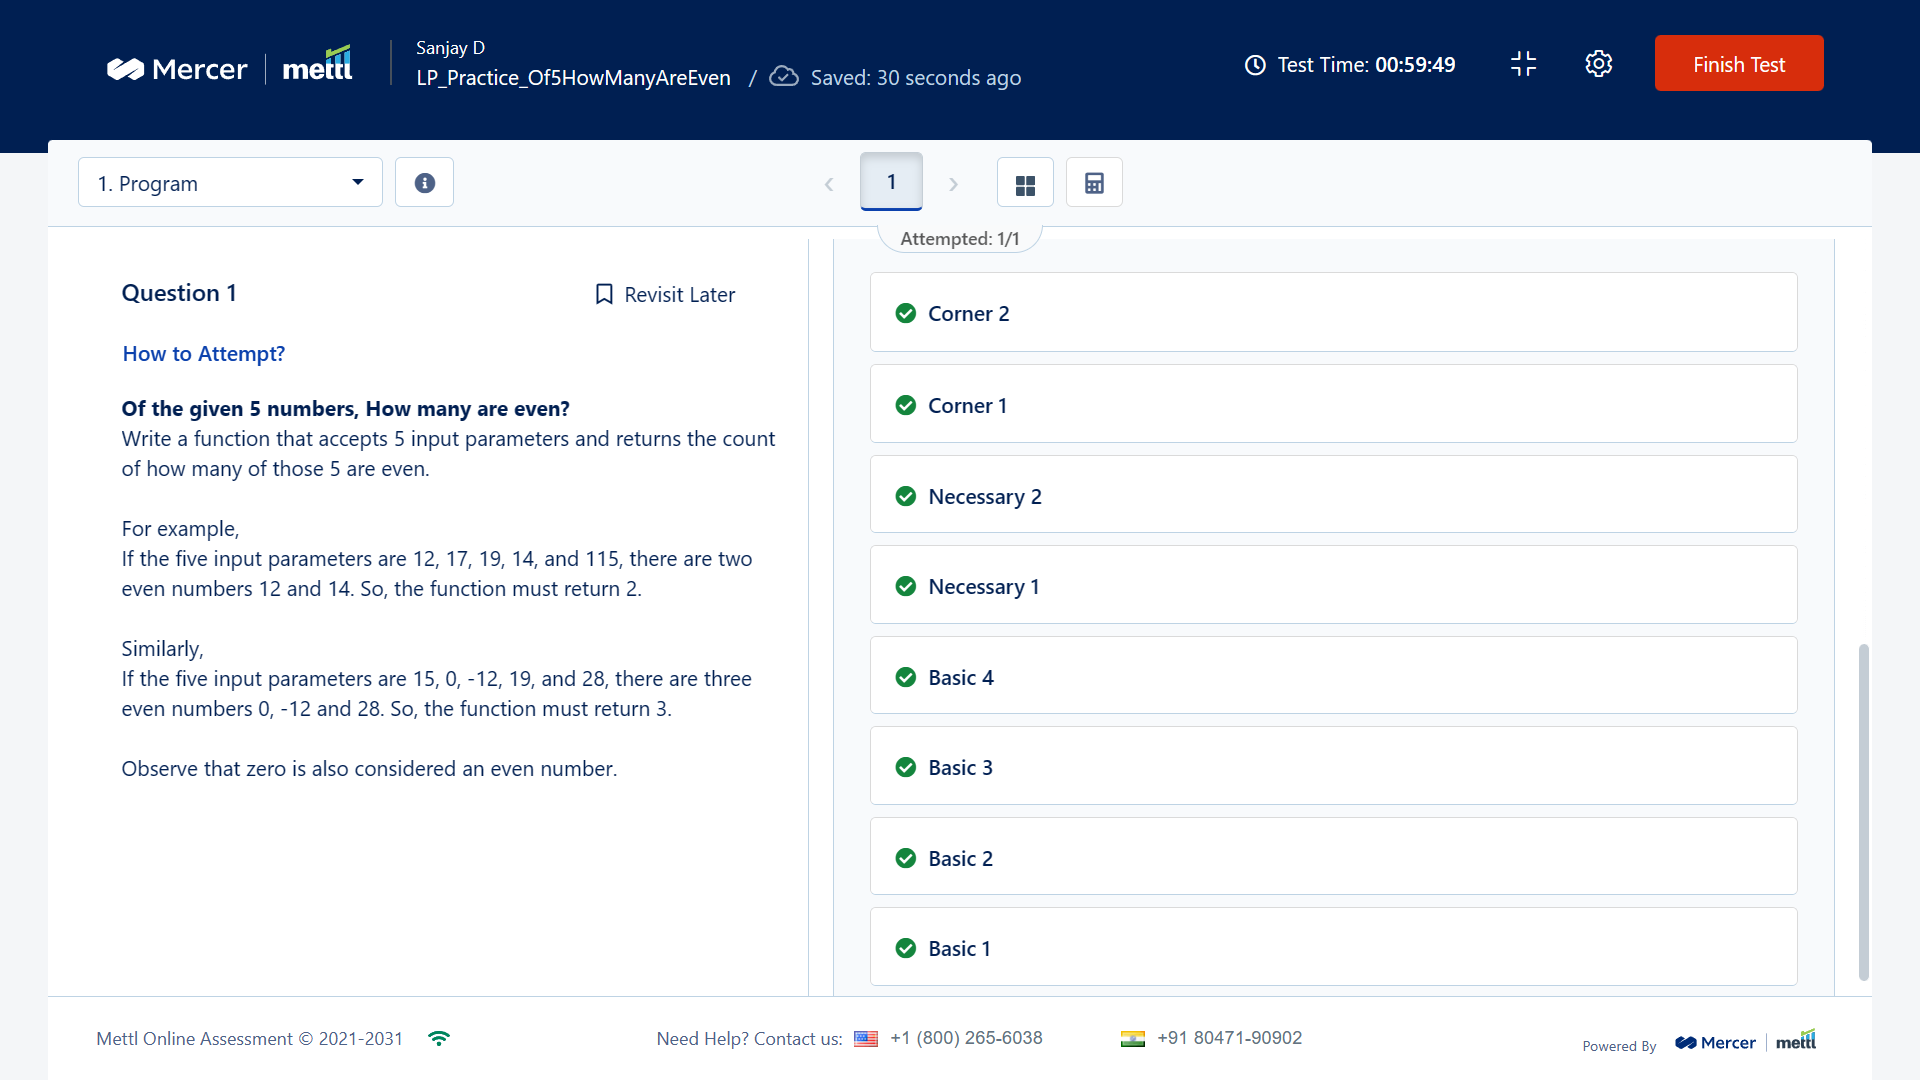 Mercer
mettl
Sanjay D
LP_Practice_Of5HowManyAreEven / Saved: 30 seconds ago
Test Time: 00:59:49
Finish Test
1. Program
1
Attempted: 1/1
Question 1
Revisit Later
How to Attempt?
Of the given 5 numbers, How many are even?
Write a function that accepts 5 input parameters and returns the count
of how many of those 5 are even.
For example,
If the five input parameters are 12, 17, 19, 14, and 115, there are two
even numbers 12 and 14. So, the function must return 2.
Similarly,
If the five input parameters are 15, 0, -12, 19, and 28, there are three
even numbers 0, -12 and 28. So, the function must return 3.
Observe that zero is also considered an even number.
Corner 2
Corner 1
Necessary 2
Necessary 1
Basic 4
Basic 3
Basic 2
Basic 1
Mettl Online Assessment © 2021-2031
Need Help? Contact us: +1 (800) 265-6038
+91 80471-90902
Powered By
Mercer
mettl